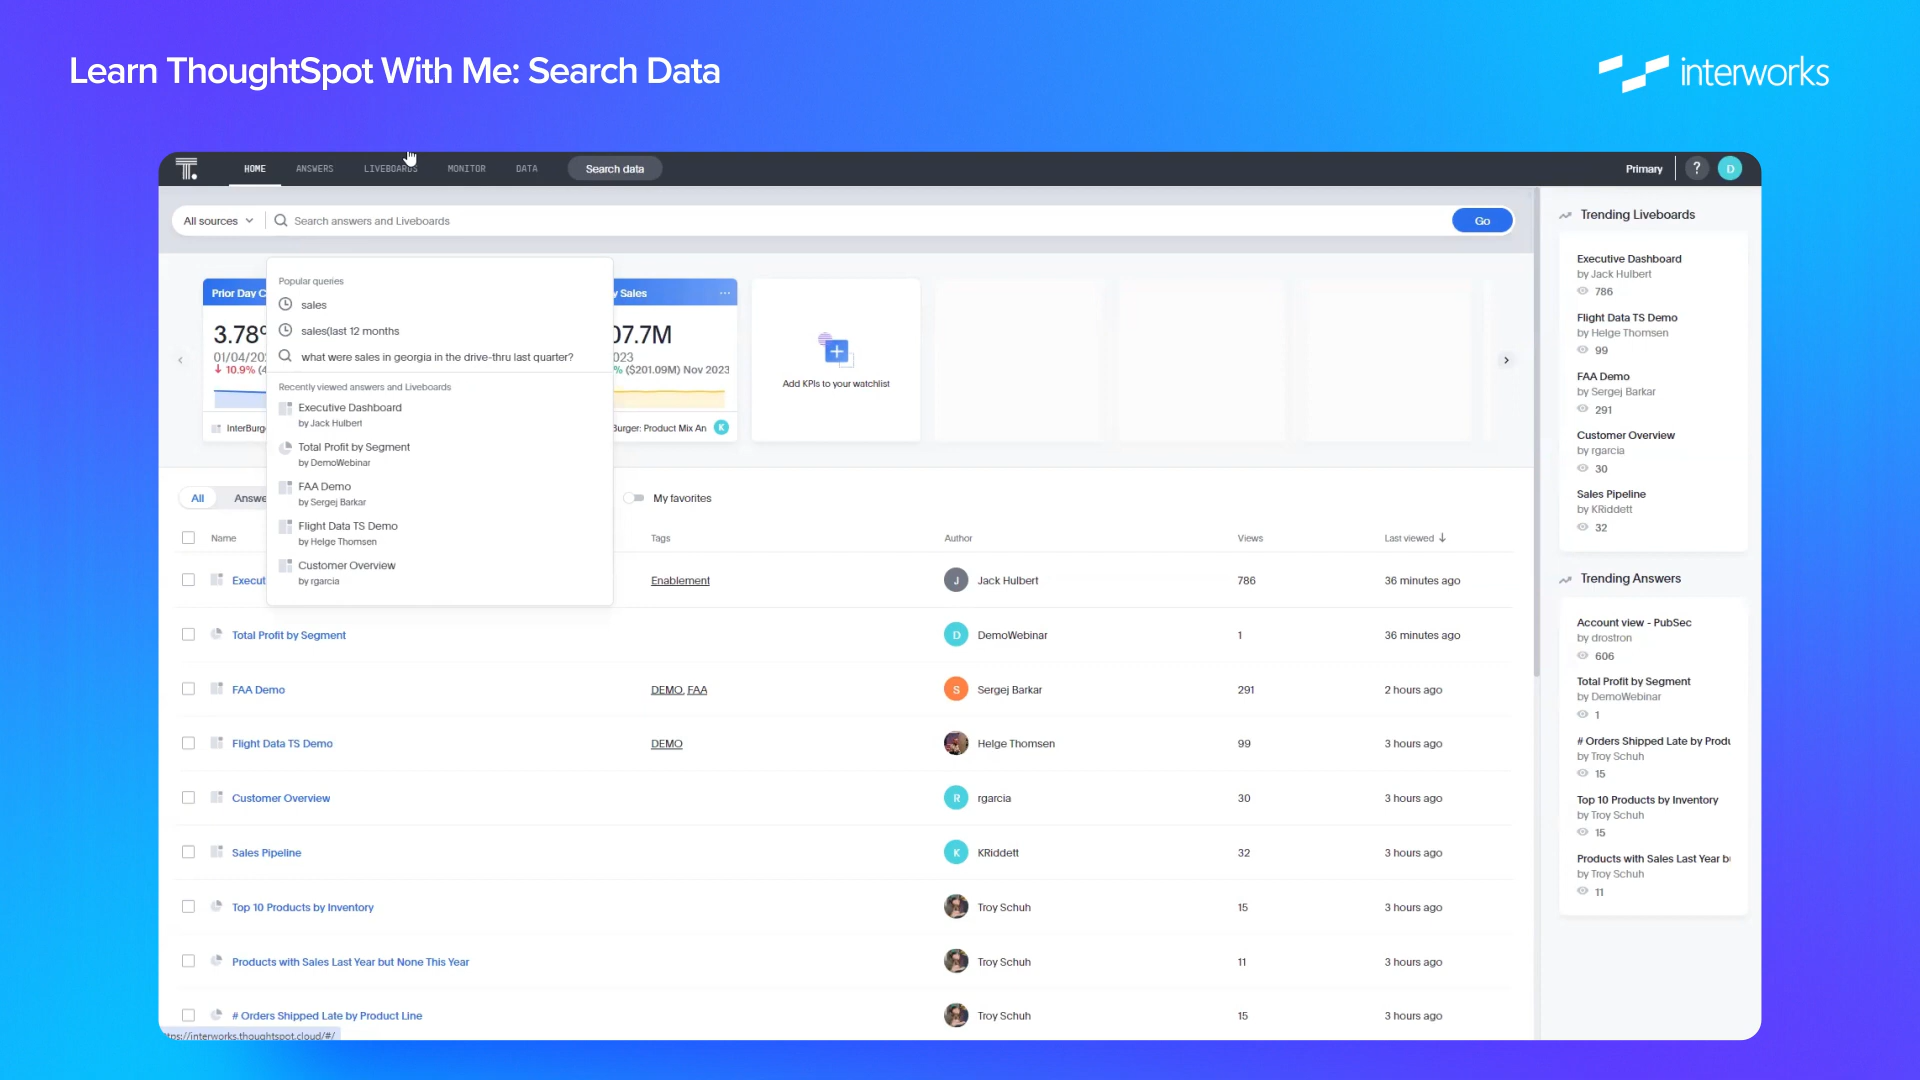 Learn ThoughtSpot With Me: Search Data
interworks
HOME
ANSWERS
LIVEBOARDS
MONITOR
DATA
Search data
Primary
?
D
All sources
Search answers and Liveboards
Go
Popular queries
sales
sales(last 12 months
what were sales in georgia in the drive-thru last quarter?
Recently viewed answers and Liveboards
Executive Dashboard
by Jack Hulbert
Total Profit by Segment
by DemoWebinar
FAA Demo
by Sergej Barkar
Flight Data TS Demo
by Helge Thomsen
Customer Overview
by rgarcia
Prior Day C
3.78
01/04/20
10.9% (4
InterBurg
y Sales
...
07.7M
023
% ($201.09M) Nov 2023
Burger: Product Mix An
K
Add KPIs to your watchlist
All
Answe
My favorites
Name
Tags
Author
Views
Last viewed
Execut
Enablement
J
Jack Hulbert
786
36 minutes ago
Total Profit by Segment
D
DemoWebinar
1
36 minutes ago
FAA Demo
DEMO, FAA
S
Sergej Barkar
291
2 hours ago
Flight Data TS Demo
DEMO
Helge Thomsen
99
3 hours ago
Customer Overview
R
rgarcia
30
3 hours ago
Sales Pipeline
K
KRiddett
32
3 hours ago
Top 10 Products by Inventory
Troy Schuh
15
3 hours ago
Products with Sales Last Year but None This Year
Troy Schuh
11
3 hours ago
# Orders Shipped Late by Product Line
Troy Schuh
15
3 hours ago
tps://interworks.thoughtspot.cloud/#/
Trending Liveboards
Executive Dashboard
by Jack Hulbert
786
Flight Data TS Demo
by Helge Thomsen
99
FAA Demo
by Sergej Barkar
291
Customer Overview
by rgarcia
30
Sales Pipeline
by KRiddett
32
Trending Answers
Account view - PubSec
by drostron
606
Total Profit by Segment
by DemoWebinar
1
# Orders Shipped Late by Produ
by Troy Schuh
15
Top 10 Products by Inventory
by Troy Schuh
15
Products with Sales Last Year b
by Troy Schuh
11